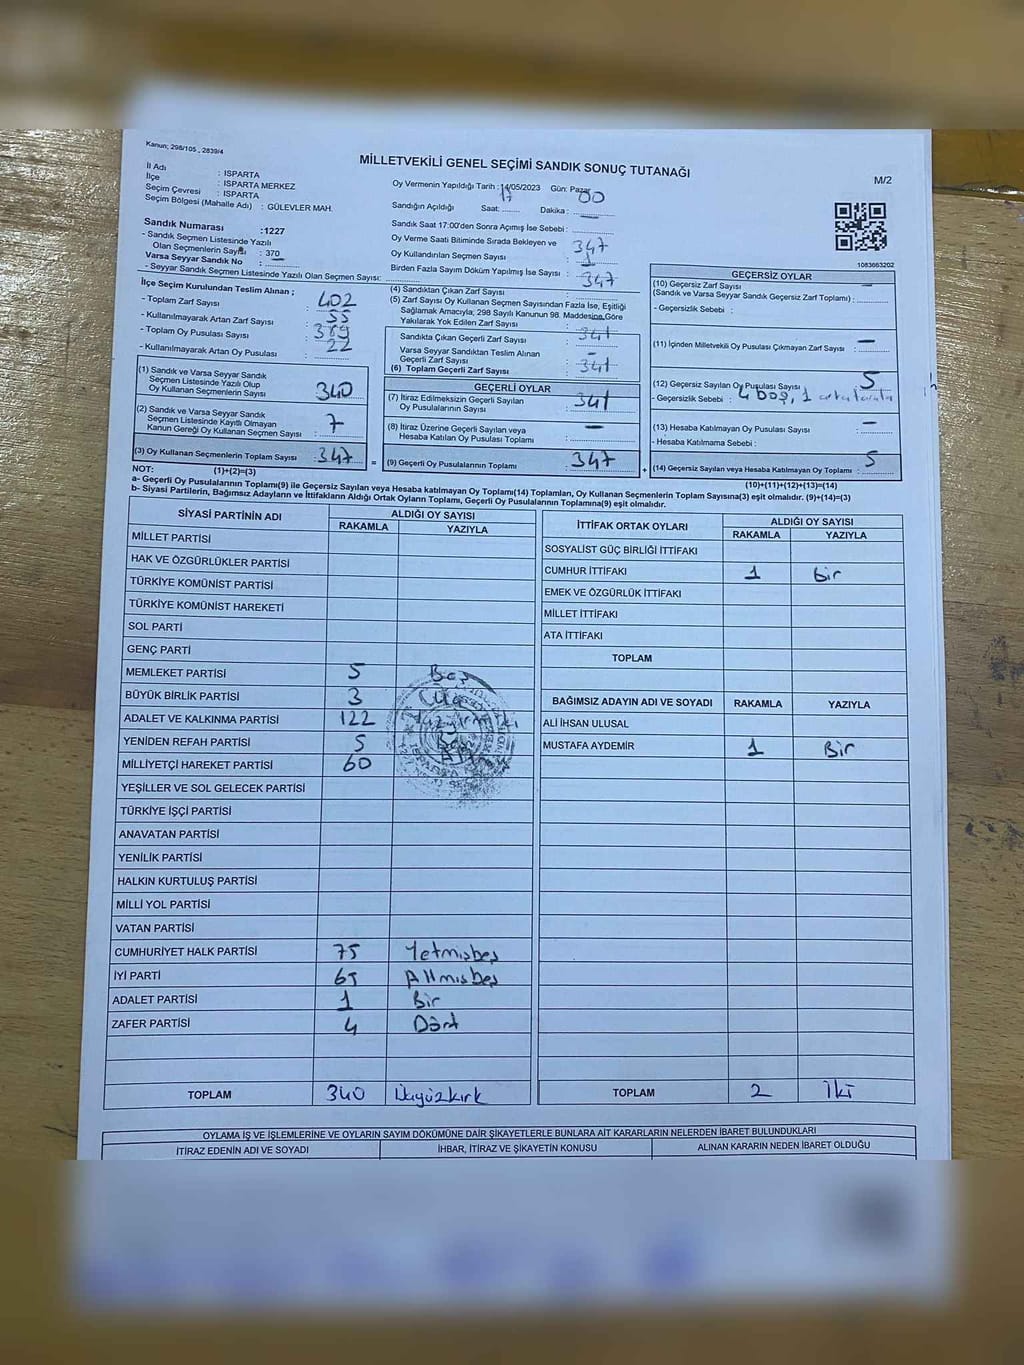 Kanun; 298/105 , 2839/4
MİLLETVEKİLİ GENEL SEÇİMİ SANDIK SONUÇ TUTANAĞI
M/2
İl Adı : ISPARTA
İlçe : ISPARTA MERKEZ
Seçim Çevresi : ISPARTA
Seçim Bölgesi (Mahalle Adı) : GÜLEVLER MAH.
Oy Vermenin Yapıldığı Tarih : 14/05/2023 Gün: Pazar
Sandığın Açıldığı Saat: 17 Dakika : 00
Sandık Saat 17:00'den Sonra Açımış İse Sebebi : —
Oy Verme Saati Bitiminde Sırada Bekleyen ve
Oy Kullandırılan Seçmen Sayısı : 347
Birden Fazla Sayım Döküm Yapılmış İse Sayısı :
1083663202
Sandık Numarası :1227
- Sandık Seçmen Listesinde Yazılı
Olan Seçmenlerin Sayısı : 370
Varsa Seyyar Sandık No : —
- Seyyar Sandık Seçmen Listesinde Yazılı Olan Seçmen Sayısı:
İlçe Seçim Kurulundan Teslim Alınan ;
- Toplam Zarf Sayısı : 402
- Kullanılmayarak Artan Zarf Sayısı : 55
- Toplam Oy Pusulası Sayısı :
- Kullanılmayarak Artan Oy Pusulası : 22
(4) Sandıktan Çıkan Zarf Sayısı : 347
(5) Zarf Sayısı Oy Kullanan Seçmen Sayısından Fazla İse, Eşitliği
Sağlamak Amacıyla; 298 Sayılı Kanunun 98. Maddesine Göre
Yakılarak Yok Edilen Zarf Sayısı : —
Sandıkta Çıkan Geçerli Zarf Sayısı : 341
Varsa Seyyar Sandıktan Teslim Alınan
Geçerli Zarf Sayısı : —
(6) Toplam Geçerli Zarf Sayısı : 341
GEÇERLİ OYLAR
(7) İtiraz Edilmeksizin Geçerli Sayılan
Oy Pusulalarının Sayısı : 341
(8) İtiraz Üzerine Geçerli Sayılan veya
Hesaba Katılan Oy Pusulası Toplamı : —
(9) Geçerli Oy Pusulalarının Toplamı : 347
(1) Sandık ve Varsa Seyyar Sandık
Seçmen Listesinde Yazılı Olup
Oy Kullanan Seçmenlerin Sayısı : 340
(2) Sandık ve Varsa Seyyar Sandık
Seçmen Listesinde Kayıtlı Olmayan
Kanun Gereği Oy Kullanan Seçmen Sayısı : 7
(3) Oy Kullanan Seçmenlerin Toplam Sayısı : 347
=
+
GEÇERSİZ OYLAR
(10) Geçersiz Zarf Sayısı
(Sandık ve Varsa Seyyar Sandık Geçersiz Zarf Toplamı) : —
- Geçersizlik Sebebi :
(11) İçinden Milletvekili Oy Pusulası Çıkmayan Zarf Sayısı : —
(12) Geçersiz Sayılan Oy Pusulası Sayısı : 5
- Geçersizlik Sebebi : 4 boş, 1
(13) Hesaba Katılmayan Oy Pusulası Sayısı : —
- Hesaba Katılmama Sebebi :
(14) Geçersiz Sayılan veya Hesaba Katılmayan Oy Toplamı : 5
NOT: (1)+(2)=(3)
(10)+(11)+(12)+(13)=(14)
a- Geçerli Oy Pusulalarının Toplamı(9) ile Geçersiz Sayılan veya Hesaba Katılmayan Oy Toplamı(14) Toplamları, Oy Kullanan Seçmenlerin Toplam Sayısına(3) eşit olmalıdır. (9)+(14)=(3)
b- Siyasi Partilerin, Bağımsız Adayların ve İttifakların Aldığı Ortak Oyların Toplamı, Geçerli Oy Pusulalarının Toplamına(9) eşit olmalıdır.
SİYASİ PARTİNİN ADI ALDIĞI OY SAYISI
RAKAMLA YAZIYLA
MİLLET PARTİSİ
HAK VE ÖZGÜRLÜKLER PARTİSİ
TÜRKİYE KOMÜNİST PARTİSİ
TÜRKİYE KOMÜNİST HAREKETİ
SOL PARTİ
GENÇ PARTİ
MEMLEKET PARTİSİ 5 Beş
BÜYÜK BİRLİK PARTİSİ 3
ADALET VE KALKINMA PARTİSİ 122
YENİDEN REFAH PARTİSİ 5 Beş
MİLLİYETÇİ HAREKET PARTİSİ 60
YEŞİLLER VE SOL GELECEK PARTİSİ
TÜRKİYE İŞÇİ PARTİSİ
ANAVATAN PARTİSİ
YENİLİK PARTİSİ
HALKIN KURTULUŞ PARTİSİ
MİLLİ YOL PARTİSİ
VATAN PARTİSİ
CUMHURİYET HALK PARTİSİ 75 Yetmişbeş
İYİ PARTİ 65 Altmışbeş
ADALET PARTİSİ 1 Bir
ZAFER PARTİSİ 4 Dört
TOPLAM 340 Üçyüzkırk
İTTİFAK ORTAK OYLARI ALDIĞI OY SAYISI
RAKAMLA YAZIYLA
SOSYALİST GÜÇ BİRLİĞİ İTTİFAKI
CUMHUR İTTİFAKI 1 bir
EMEK VE ÖZGÜRLÜK İTTİFAKI
MİLLET İTTİFAKI
ATA İTTİFAKI
TOPLAM
BAĞIMSIZ ADAYIN ADI VE SOYADI RAKAMLA YAZIYLA
ALİ İHSAN ULUSAL
MUSTAFA AYDEMİR 1 Bir
TOPLAM 2 İki
OYLAMA İŞ VE İŞLEMLERİNE VE OYLARIN SAYIM DÖKÜMÜNE DAİR ŞİKAYETLERLE BUNLARA AİT KARARLARIN NELERDEN İBARET BULUNDUKLARI
İTİRAZ EDENİN ADI VE SOYADI İHBAR, İTİRAZ VE ŞİKAYETİN KONUSU ALINAN KARARIN NEDEN İBARET OLDUĞU